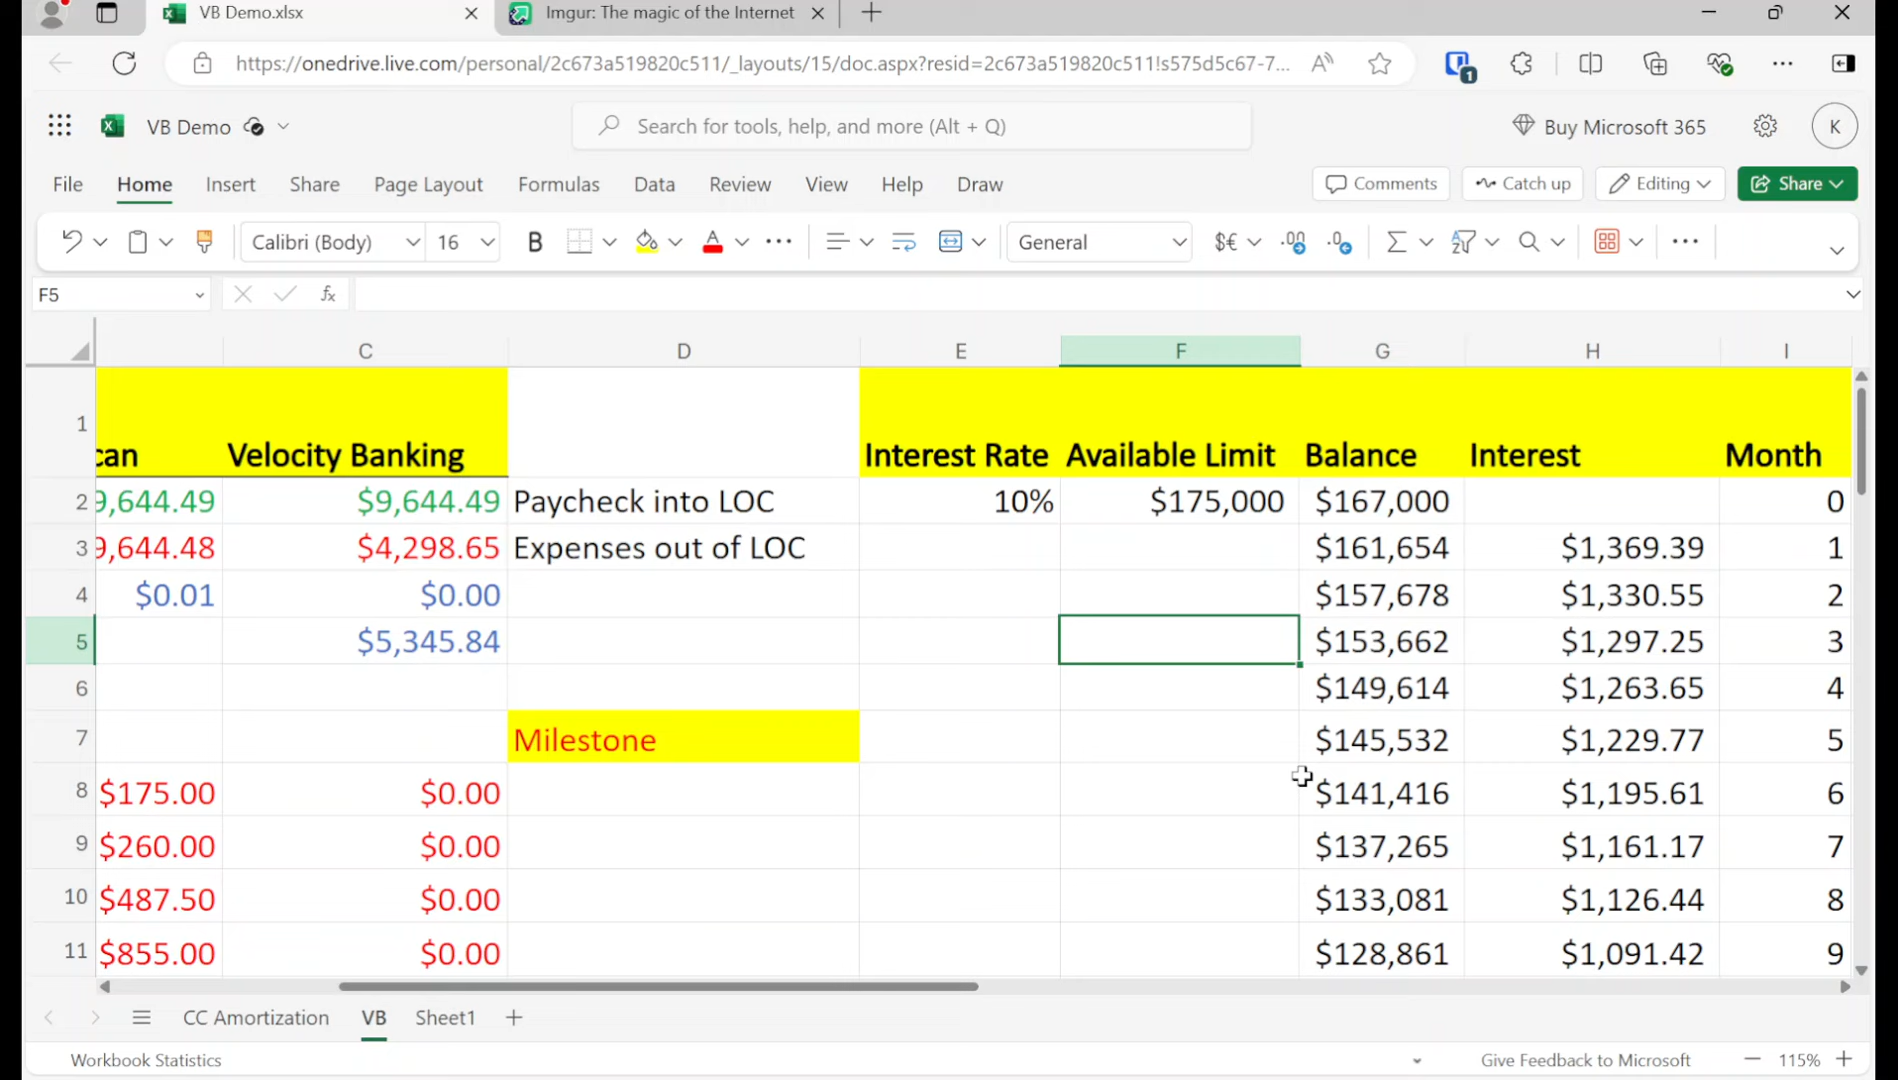 VB Demo.xlsx
Imgur: The magic of the Internet
https://onedrive.live.com/personal/2c673a519820c511/_layouts/15/doc.aspx?resid=2c673a519820c511!s575d5c67-7...
1
VB Demo
Search for tools, help, and more (Alt + Q)
Buy Microsoft 365
K
File Home Insert Share Page Layout Formulas Data Review View Help Draw
Comments Catch up Editing Share
Calibri (Body) 16 B A General $€ .00 .0
F5 fx
C D E F G H I
1 can Velocity Banking Interest Rate Available Limit Balance Interest Month
2 9,644.49 $9,644.49 Paycheck into LOC 10% $175,000 $167,000 0
3 9,644.48 $4,298.65 Expenses out of LOC $161,654 $1,369.39 1
4 $0.01 $0.00 $157,678 $1,330.55 2
5 $5,345.84 $153,662 $1,297.25 3
6 $149,614 $1,263.65 4
7 Milestone $145,532 $1,229.77 5
8 $175.00 $0.00 $141,416 $1,195.61 6
9 $260.00 $0.00 $137,265 $1,161.17 7
10 $487.50 $0.00 $133,081 $1,126.44 8
11 $855.00 $0.00 $128,861 $1,091.42 9
CC Amortization VB Sheet1
Workbook Statistics
Give Feedback to Microsoft
115%